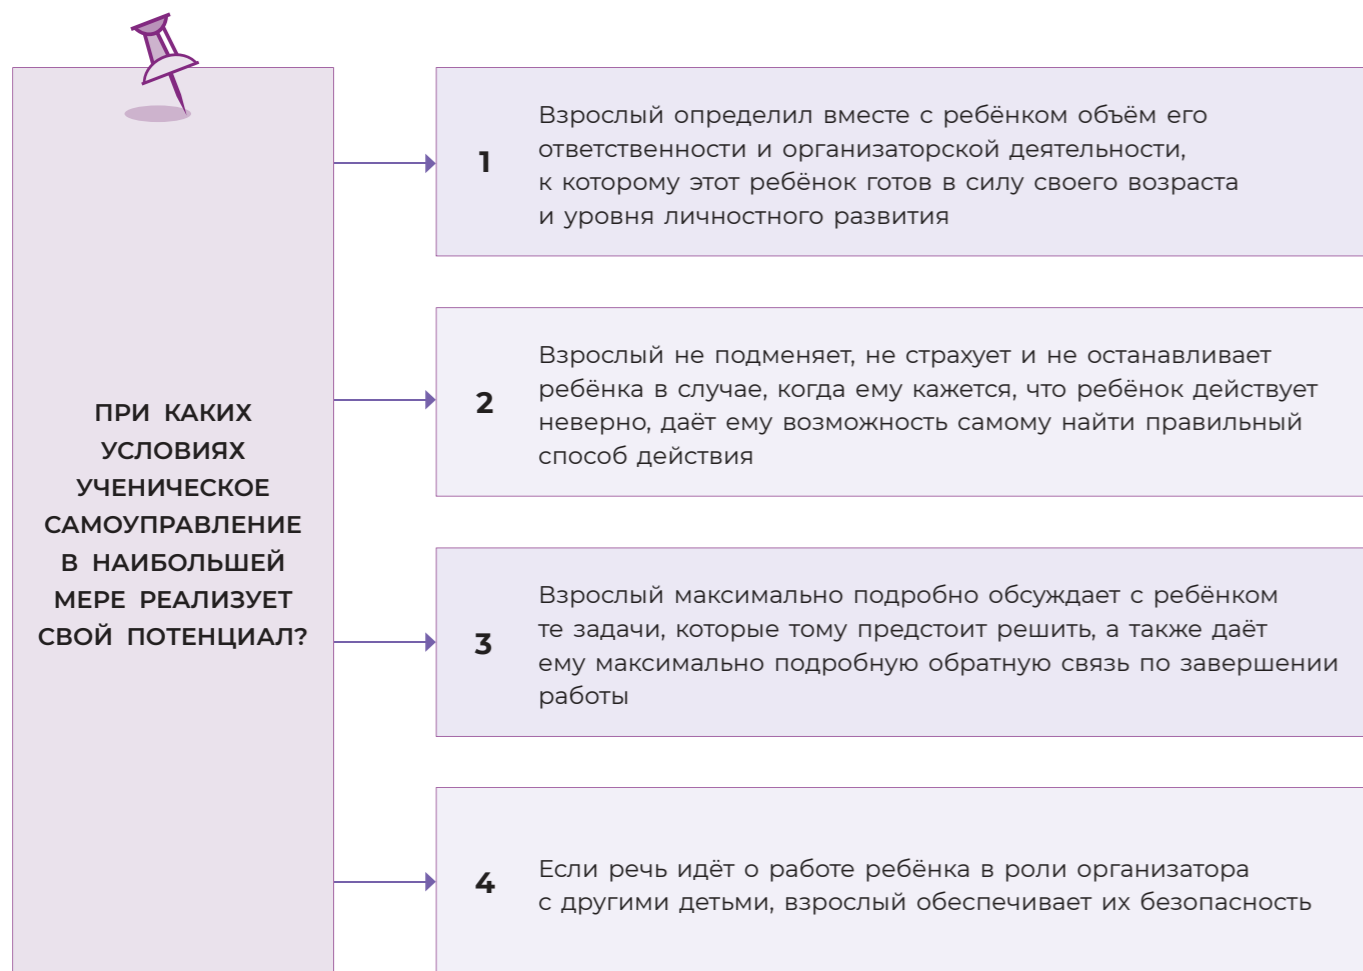 ПРИ КАКИХ
УСЛОВИЯХ
УЧЕНИЧЕСКОЕ
САМОУПРАВЛЕНИЕ
В НАИБОЛЬШЕЙ
МЕРЕ РЕАЛИЗУЕТ
СВОЙ ПОТЕНЦИАЛ?
1
Взрослый определил вместе с ребёнком объём его
ответственности и организаторской деятельности,
к которому этот ребёнок готов в силу своего возраста
и уровня личностного развития
2
Взрослый не подменяет, не страхует и не останавливает
ребёнка в случае, когда ему кажется, что ребёнок действует
неверно, даёт ему возможность самому найти правильный
способ действия
3
Взрослый максимально подробно обсуждает с ребёнком
те задачи, которые тому предстоит решить, а также даёт
ему максимально подробную обратную связь по завершении
работы
4
Если речь идёт о работе ребёнка в роли организатора
с другими детьми, взрослый обеспечивает их безопасность